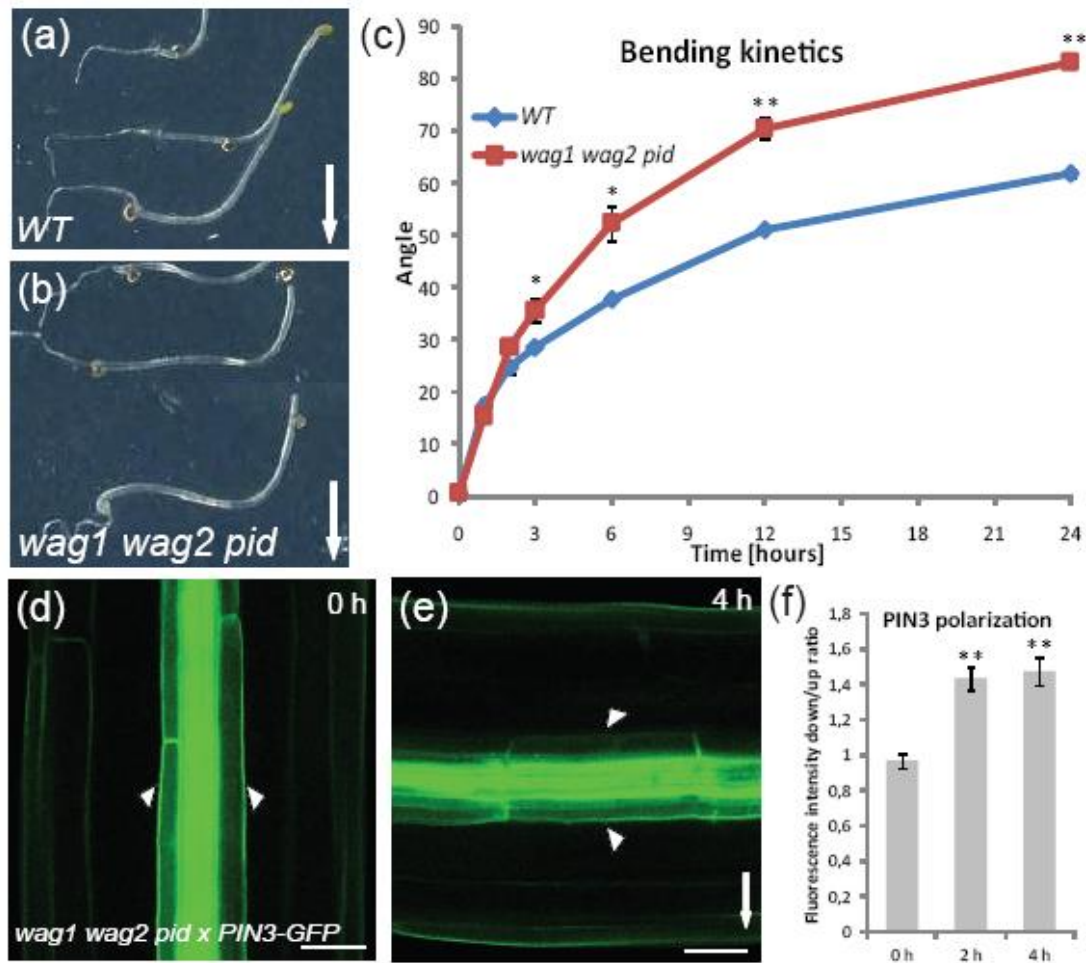 (a)
WT
(b)
wag1 wag2 pid
(c)
Bending kinetics
WT
wag1 wag2 pid
Angle
90
80
70
60
50
40
30
20
10
0
*
*
**
**
0 3 6 9 12 15 18 21 24
Time [hours]
(d)
0 h
wag1 wag2 pid x PIN3-GFP
(e)
4 h
(f)
PIN3 polarization
Fluorescence intensity down/up ratio
1,8
1,6
1,4
1,2
1
0,8
0,6
0,4
0,2
0
**
**
0 h 2 h 4 h